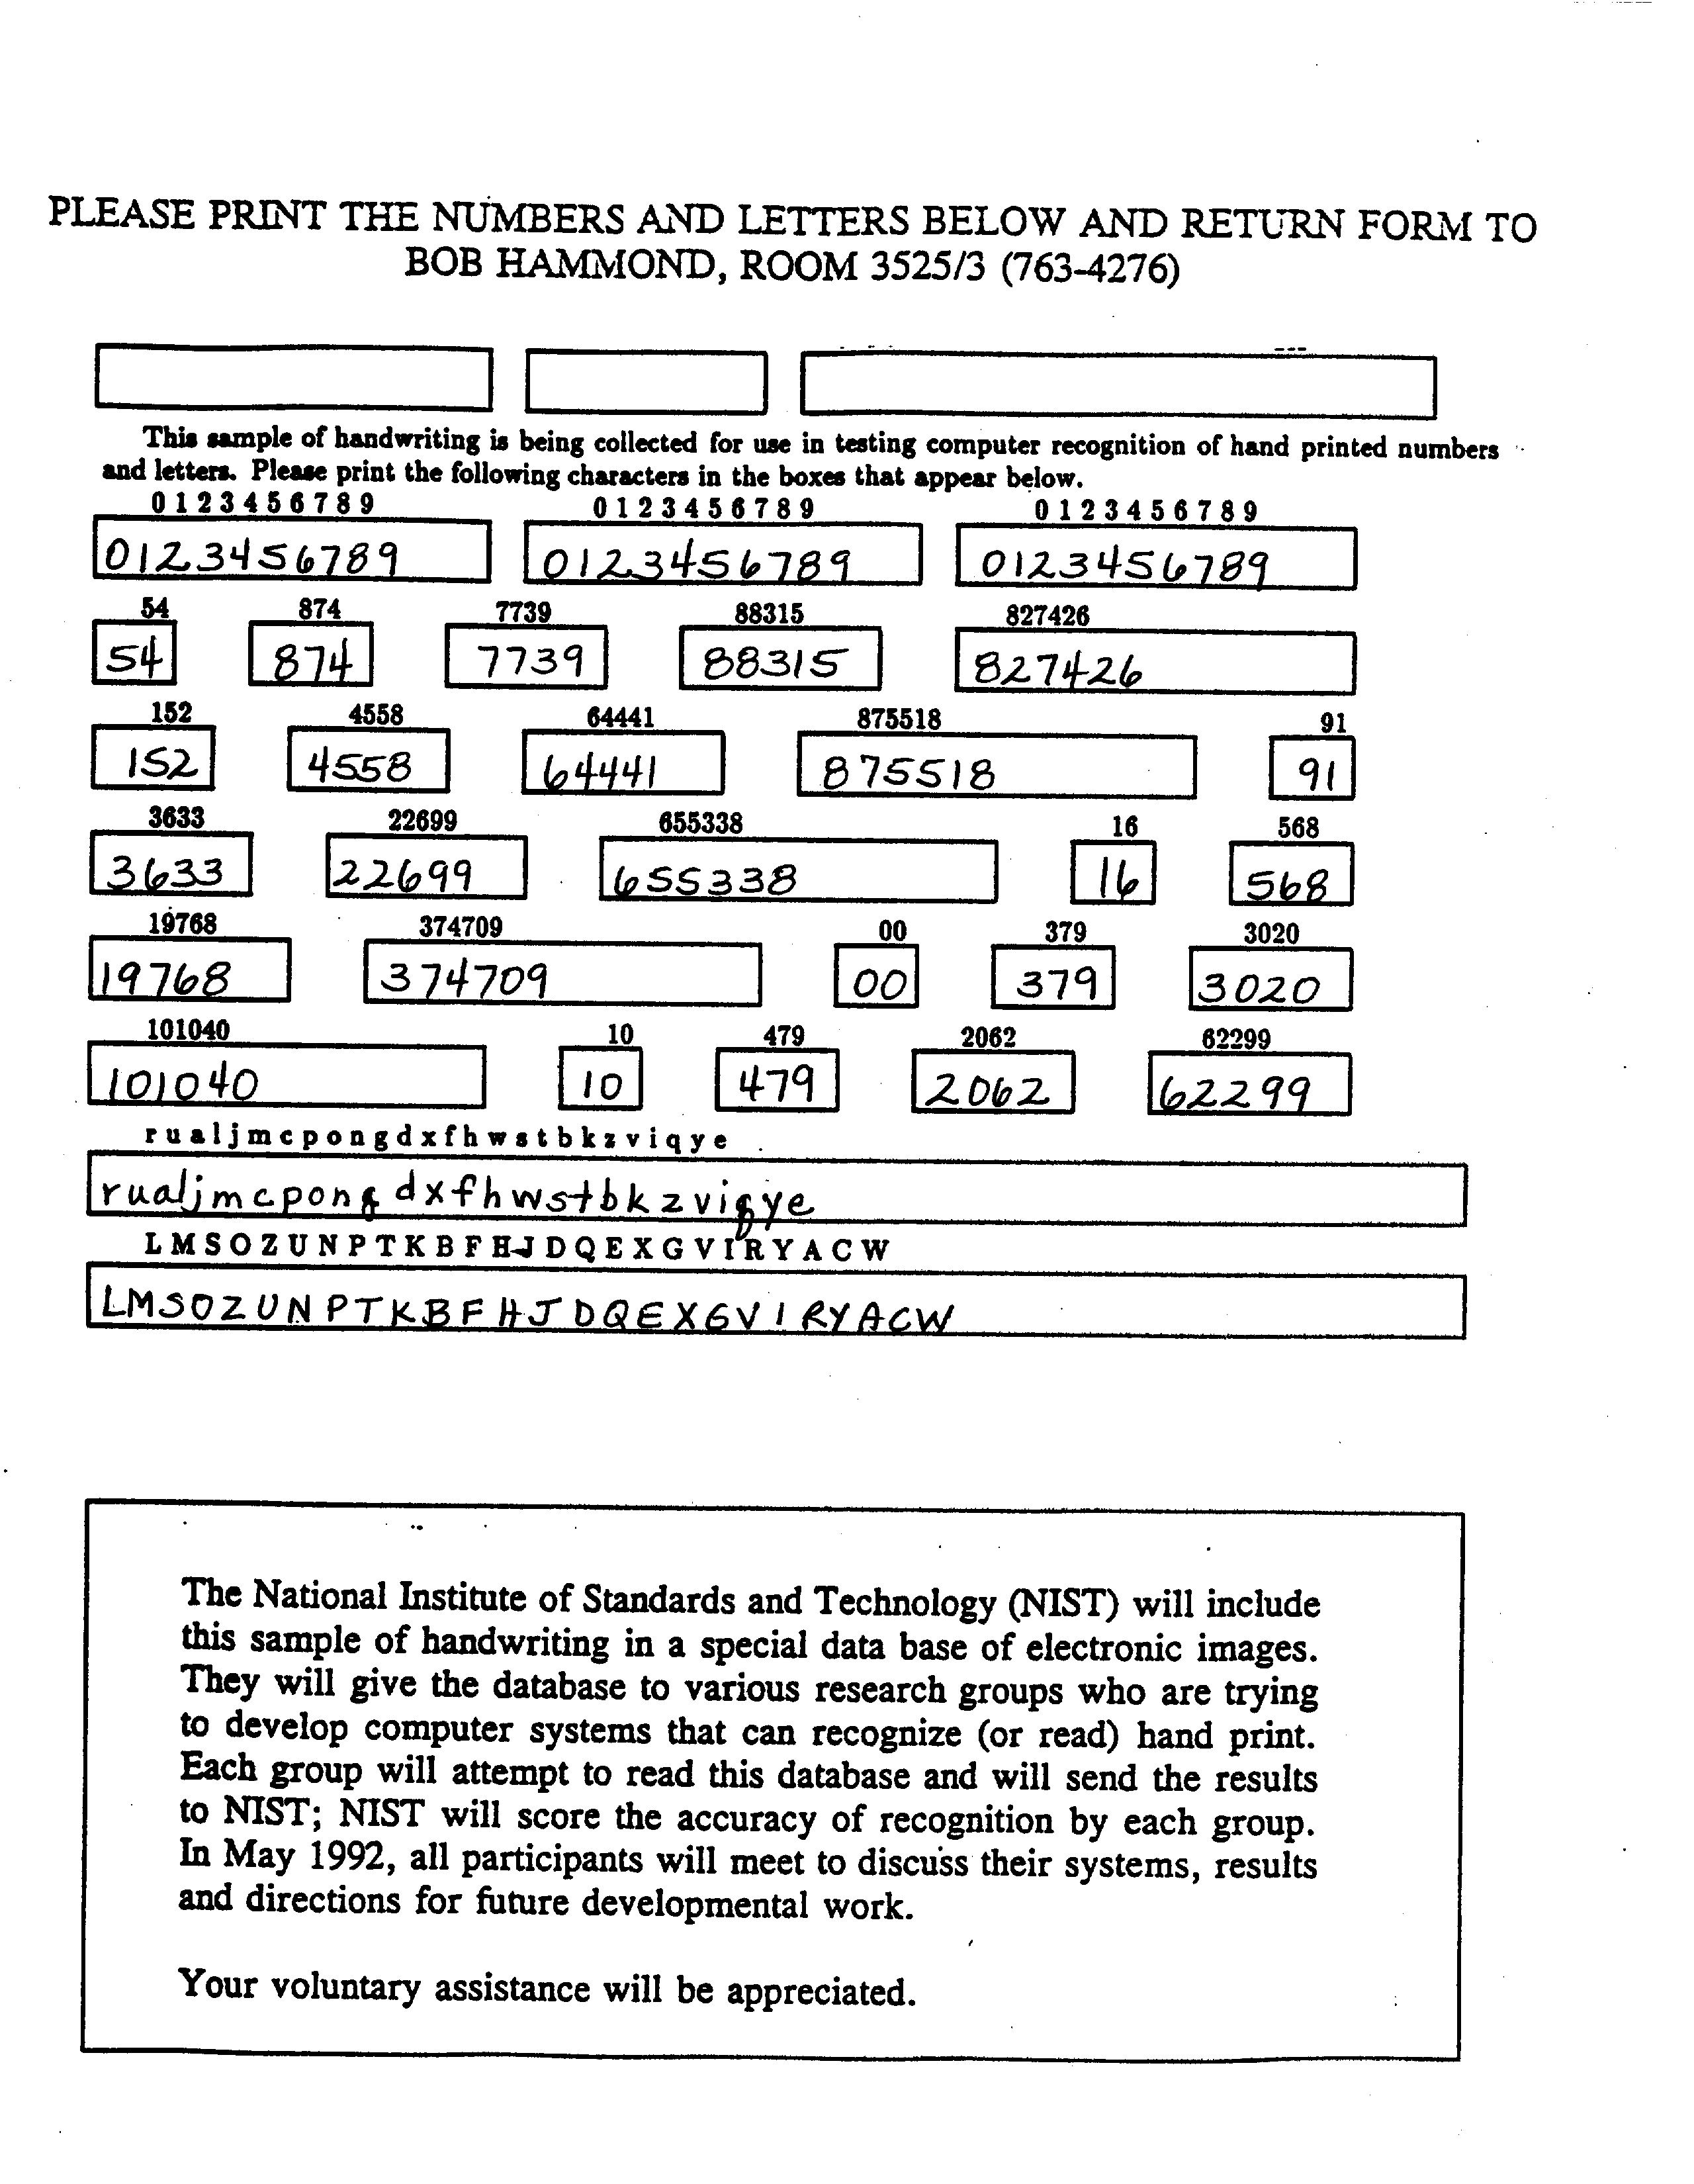 PLEASE PRINT THE NUMBERS AND LETTERS BELOW AND RETURN FORM TO
BOB HAMMOND, ROOM 3525/3 (763-4276)
This sample of handwriting is being collected for use in testing computer recognition of hand printed numbers
and letters. Please print the following characters in the boxes that appear below.
0 1 2 3 4 5 6 7 8 9 0 1 2 3 4 5 6 7 8 9 0 1 2 3 4 5 6 7 8 9
0123456789 0123456789 0123456789
54 874 7739 88315 827426
54 874 7739 88315 827426
152 4558 64441 875518 91
152 4558 64441 875518 91
3633 22699 655338 16 568
3633 22699 655338 16 568
19768 374709 00 379 3020
19768 374709 00 379 3020
101040 10 479 2062 62299
101040 10 479 2062 62299
r u a l j m c p o n g d x f h w s t b k z v i q y e
r u a l j m c p o n g d x f h w s t b k z v i q y e
L M S O Z U N P T K B F H J D Q E X G V I R Y A C W
L M S O Z U N P T K B F H J D Q E X G V I R Y A C W
The National Institute of Standards and Technology (NIST) will include
this sample of handwriting in a special data base of electronic images.
They will give the database to various research groups who are trying
to develop computer systems that can recognize (or read) hand print.
Each group will attempt to read this database and will send the results
to NIST; NIST will score the accuracy of recognition by each group.
In May 1992, all participants will meet to discuss their systems, results
and directions for future developmental work.
Your voluntary assistance will be appreciated.